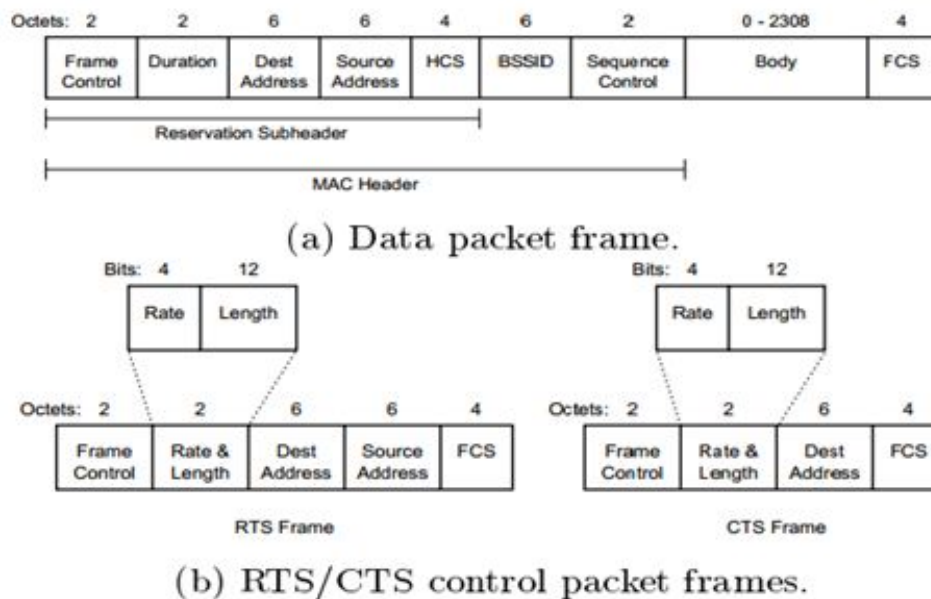 Octets: 2 2 6 6 4 6 2 0 - 2308 4
Frame Control Duration Dest Address Source Address HCS BSSID Sequence Control Body FCS
Reservation Subheader
MAC Header
(a) Data packet frame.
Bits: 4 12
Rate Length
Octets: 2 2 6 6 4
Frame Control Rate & Length Dest Address Source Address FCS
RTS Frame
Bits: 4 12
Rate Length
Octets: 2 2 6 4
Frame Control Rate & Length Dest Address FCS
CTS Frame
(b) RTS/CTS control packet frames.